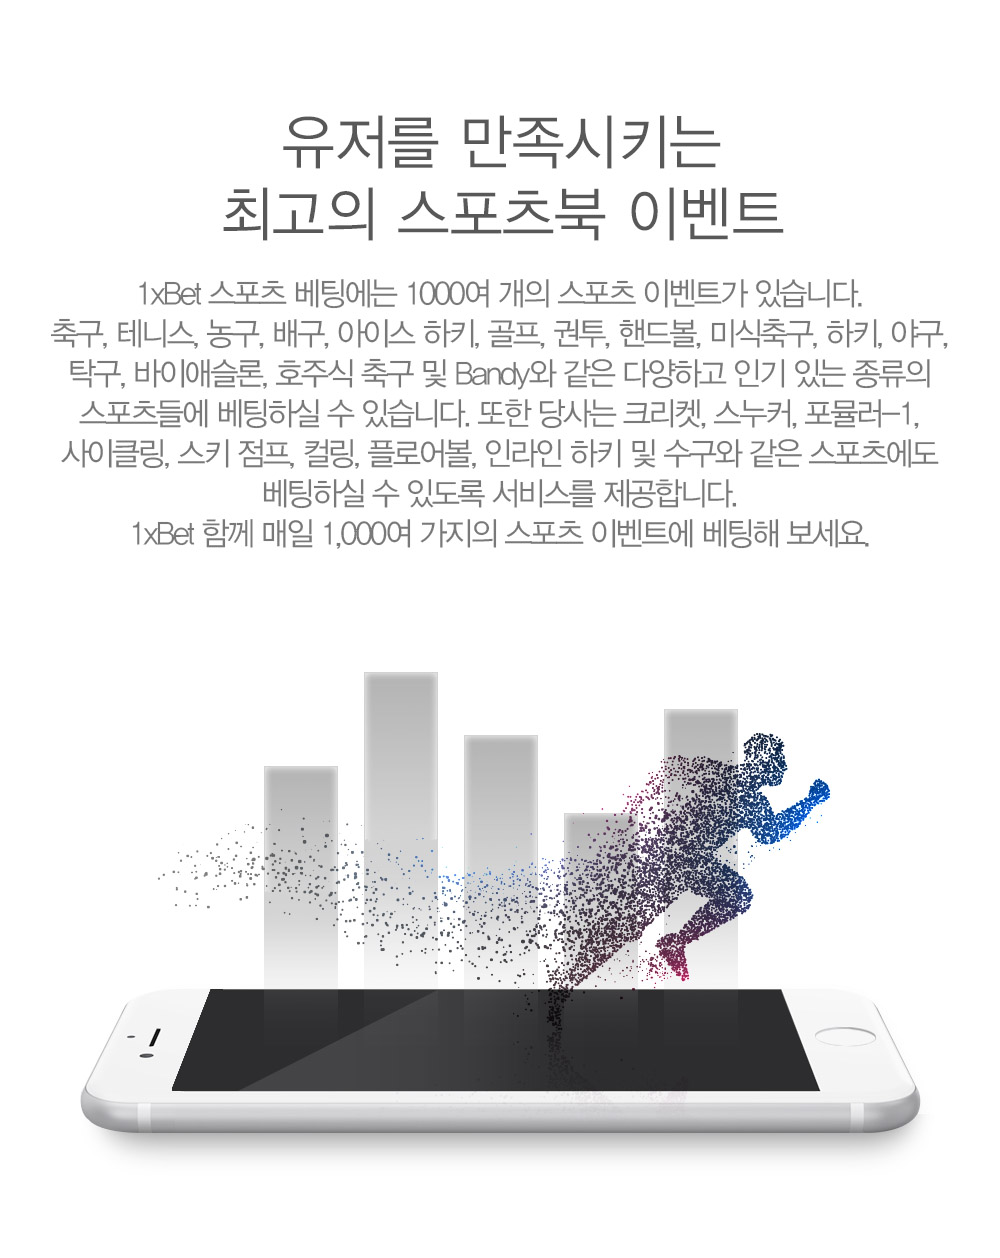 유저를 만족시키는
최고의 스포츠북 이벤트
1xBet 스포츠 베팅에는 1000여 개의 스포츠 이벤트가 있습니다.
축구, 테니스, 농구, 배구, 아이스 하키, 골프, 권투, 핸드볼, 미식축구, 하키, 야구,
탁구, 바이애슬론, 호주식 축구 및 Bandy와 같은 다양하고 인기 있는 종류의
스포츠들에 베팅하실 수 있습니다. 또한 당사는 크리켓, 스누커, 포뮬러-1,
사이클링, 스키 점프, 컬링, 플로어볼, 인라인 하키 및 수구와 같은 스포츠에도
베팅하실 수 있도록 서비스를 제공합니다.
1xBet 함께 매일 1,000여 가지의 스포츠 이벤트에 베팅해 보세요.